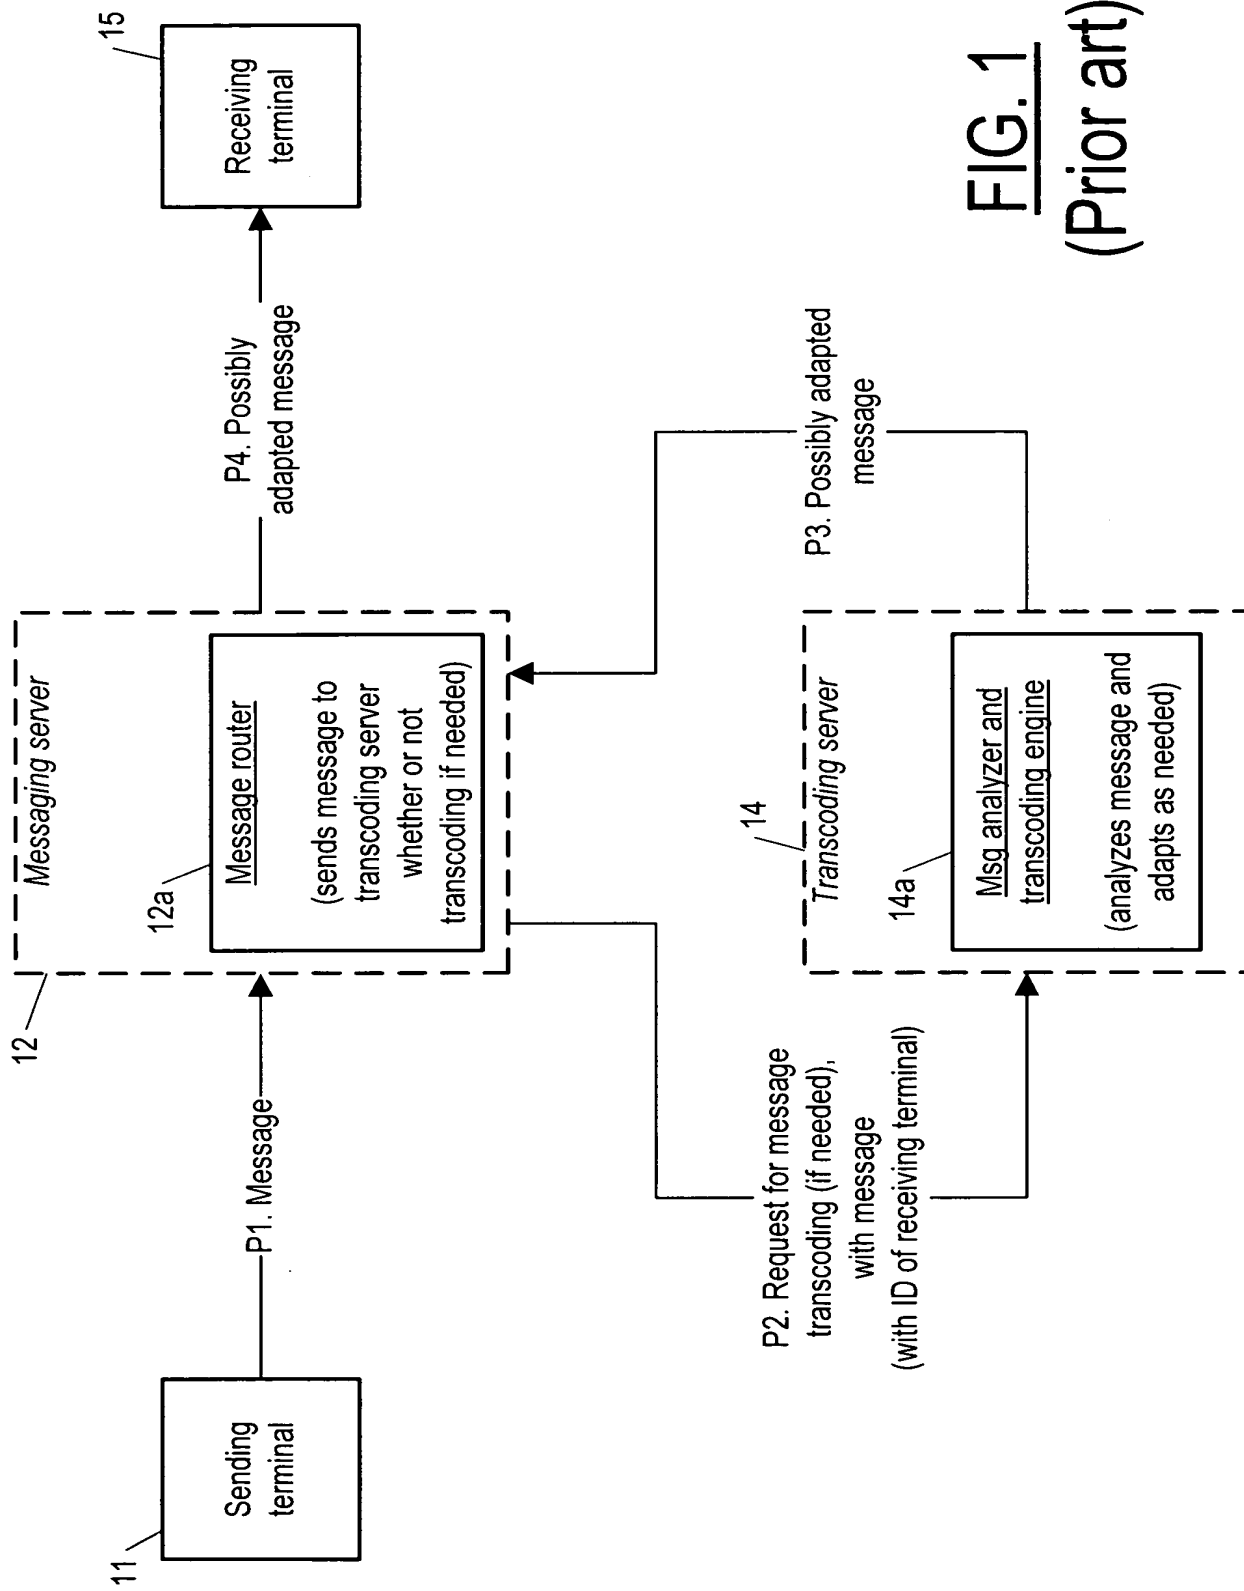 12
Messaging server
12a
Message router
(sends message to
transcoding server
whether or not
transcoding if needed)
11
Sending
terminal
P1. Message
P4. Possibly
adapted message
15
Receiving
terminal
P2. Request for message
transcoding (if needed),
with message
(with ID of receiving terminal)
P3. Possibly adapted
message
14
Transcoding server
14a
Msg analyzer and
transcoding engine
(analyzes message and
adapts as needed)
FIG. 1
(Prior art)